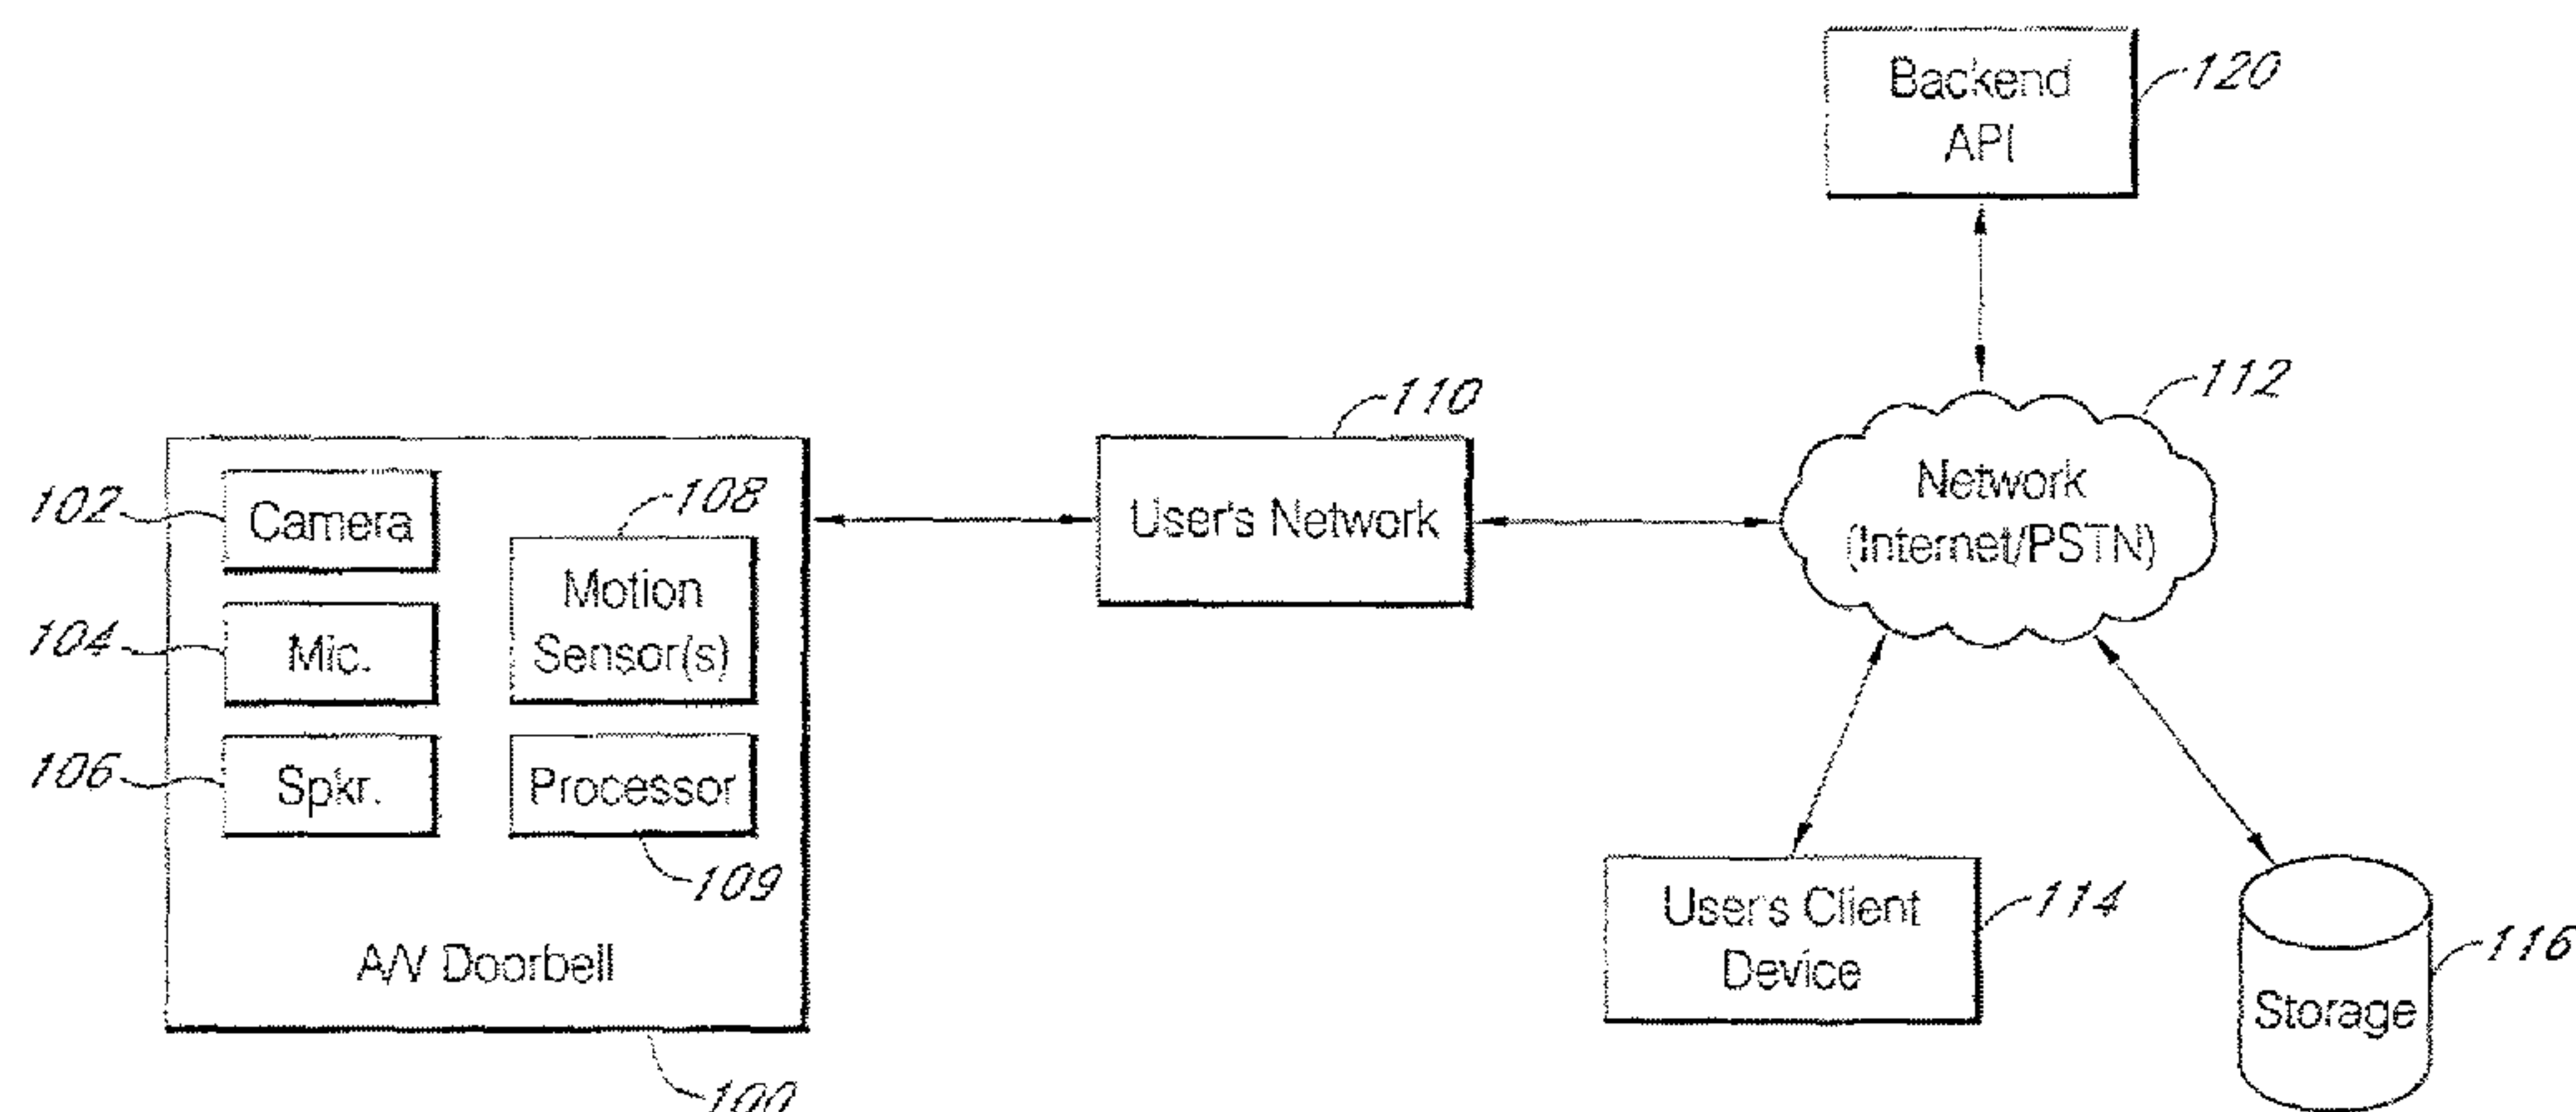 Backend
API
120
112
Network
(Internet/PSTN)
110
User's Network
102
Camera
108
Motion
Sensor(s)
104
Mic.
106
Spkr.
Processor
109
A/V Doorbell
100
User's Client
Device
114
116
Storage